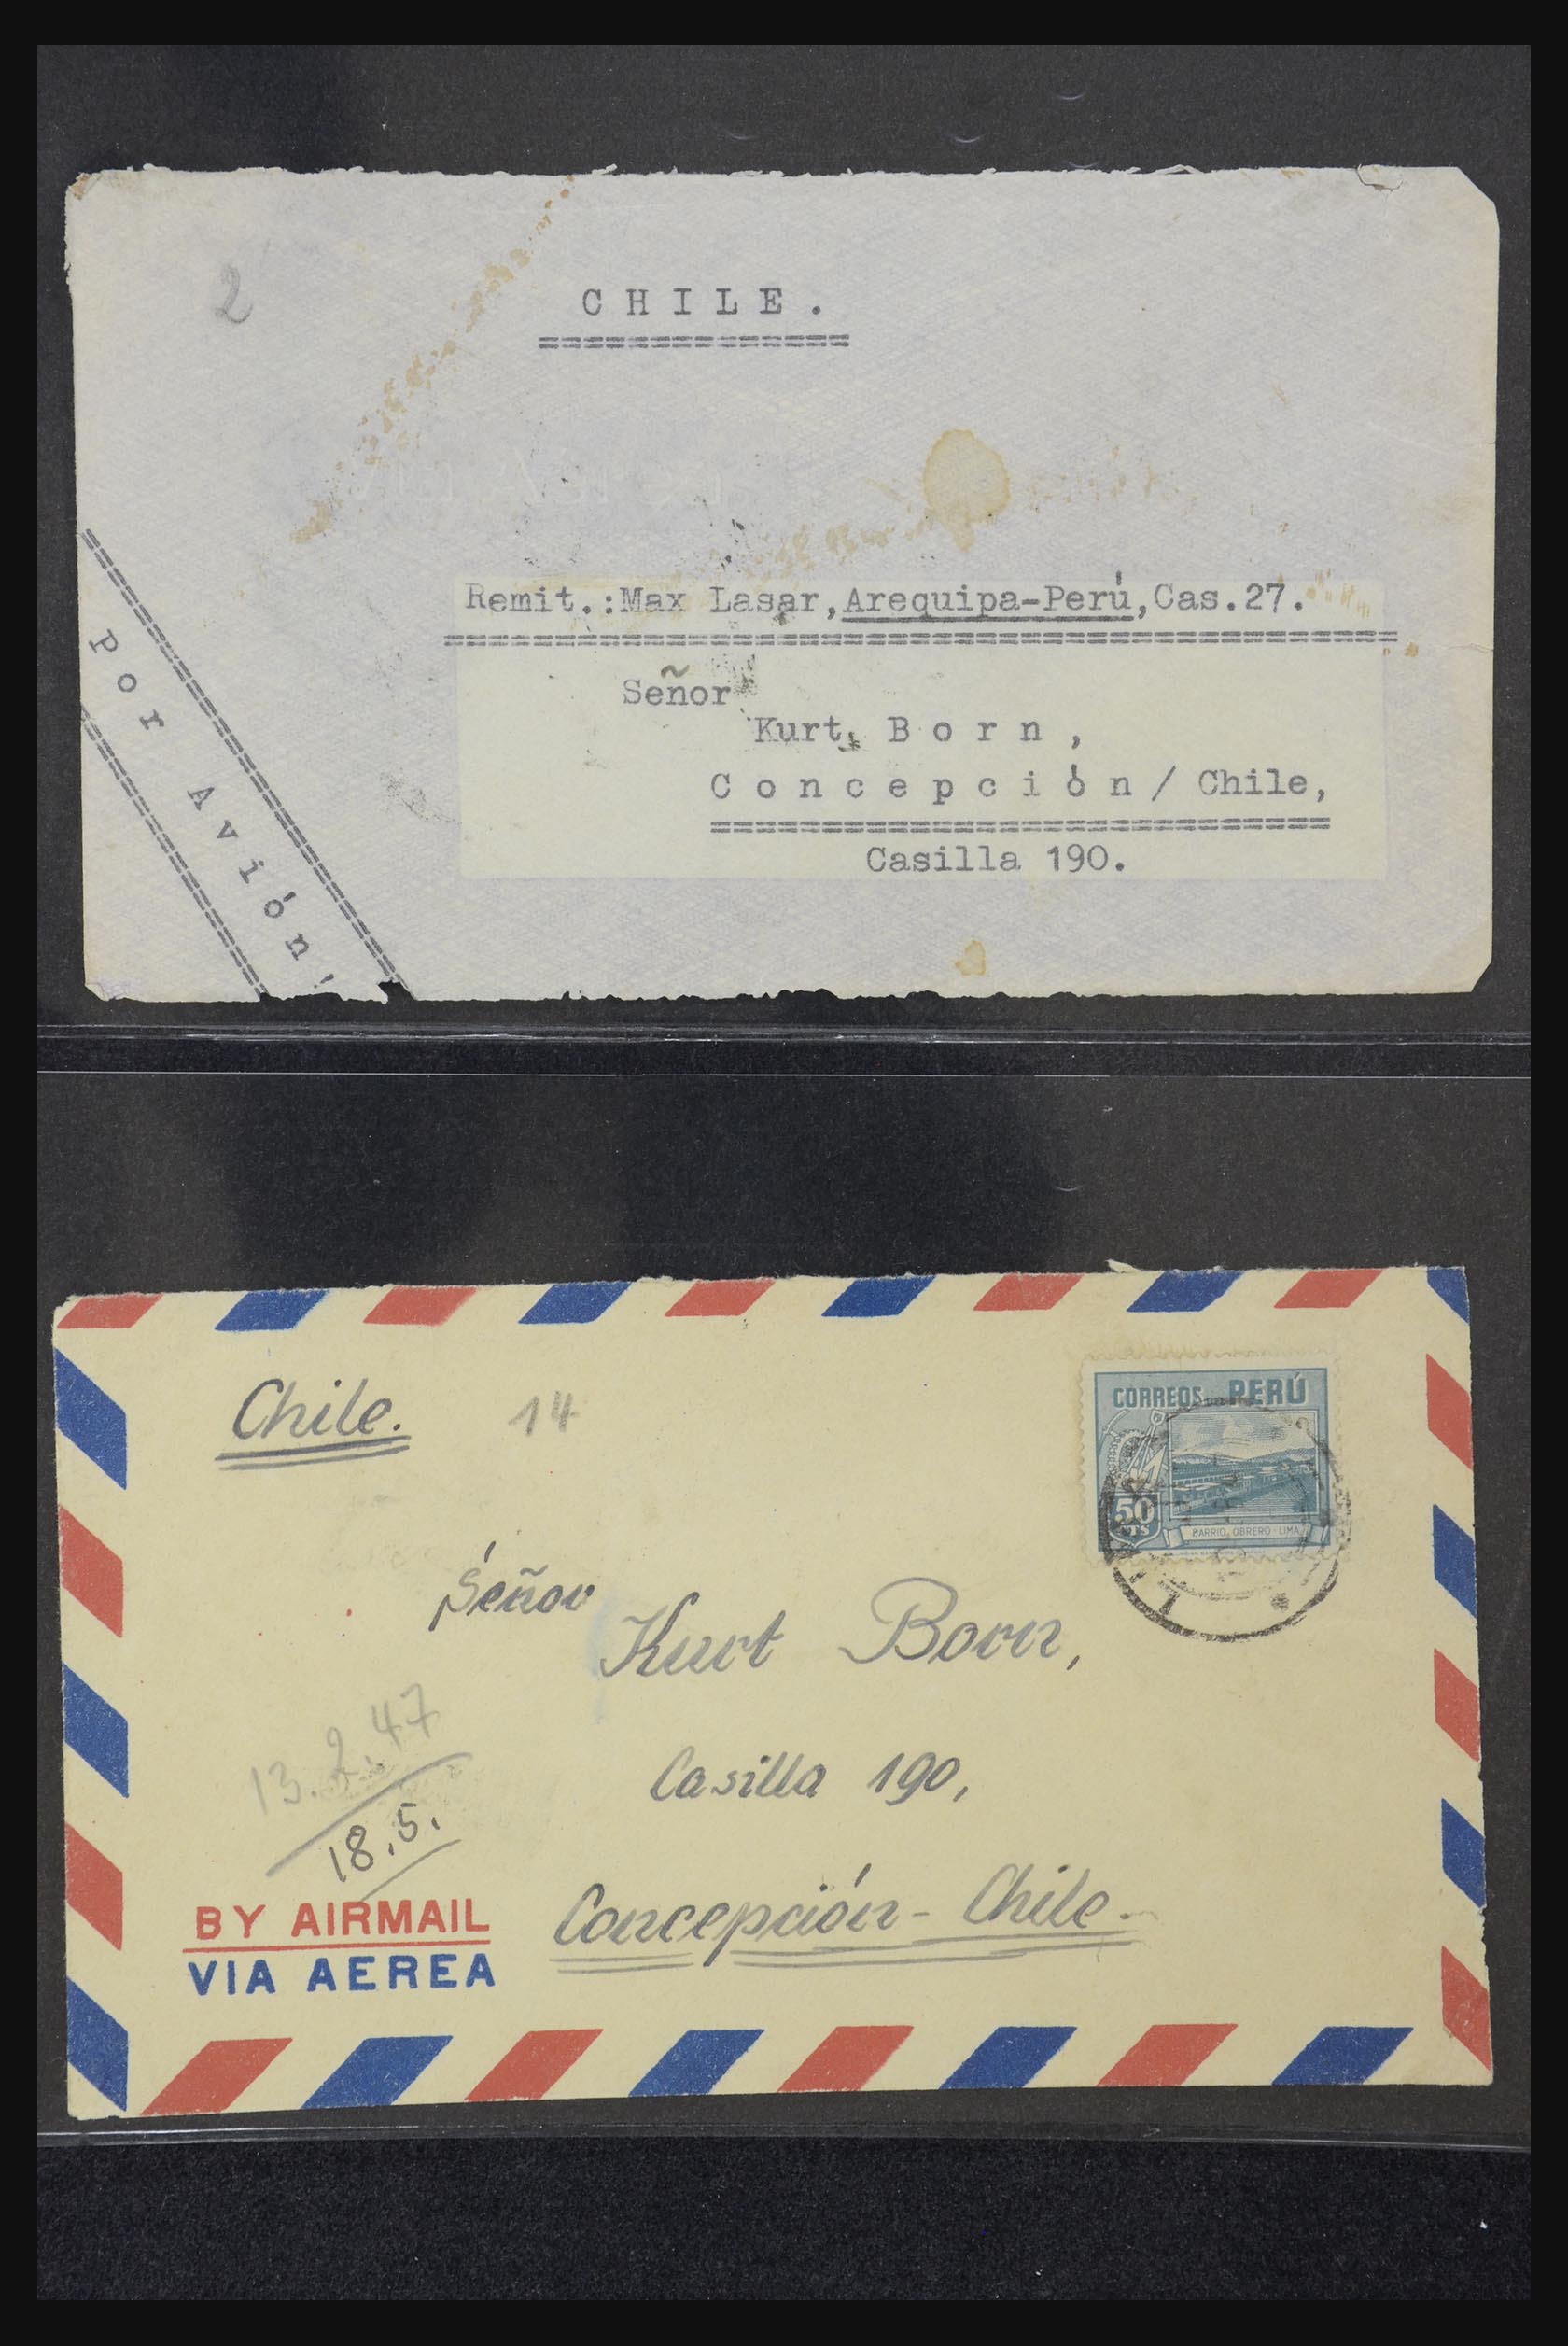 2
CHILE.
Remit.: Max Lasar, Arequipa-Perú, Cas. 27.
Señor
Kurt Born,
Concepción / Chile,
Casilla 190.
Por Avión!
Chile.
14
CORREOS DEL PERÚ
50
CTS
BARRIO OBRERO - LIMA
Señor
Kurt Born,
13.2.47
Casilla 190,
18.5.
BY AIRMAIL
VIA AEREA
Concepción - Chile.